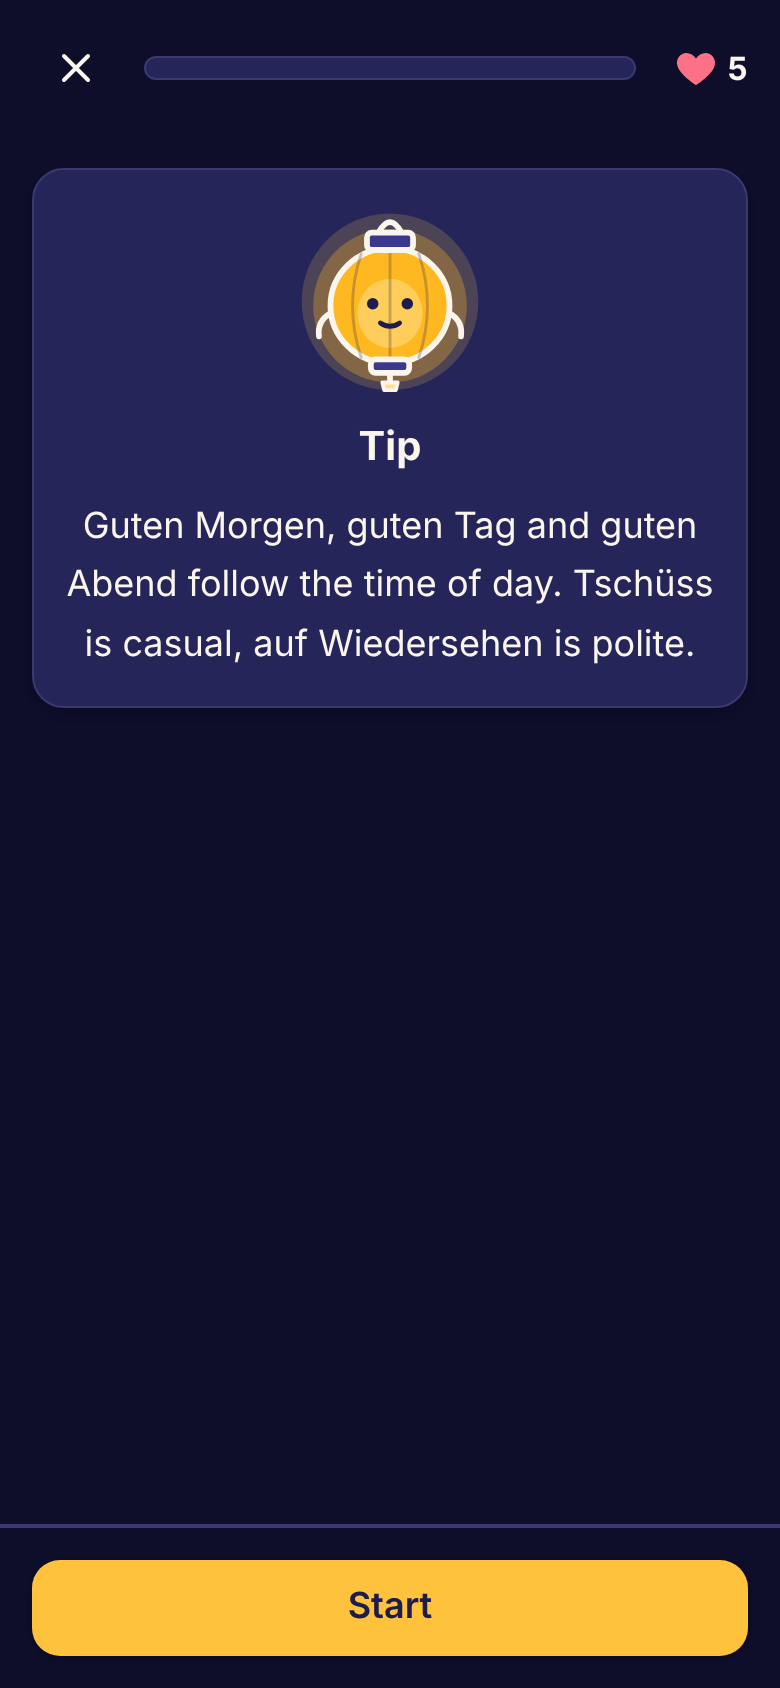 5
Tip
Guten Morgen, guten Tag and guten
Abend follow the time of day. Tschüss
is casual, auf Wiedersehen is polite.
Start